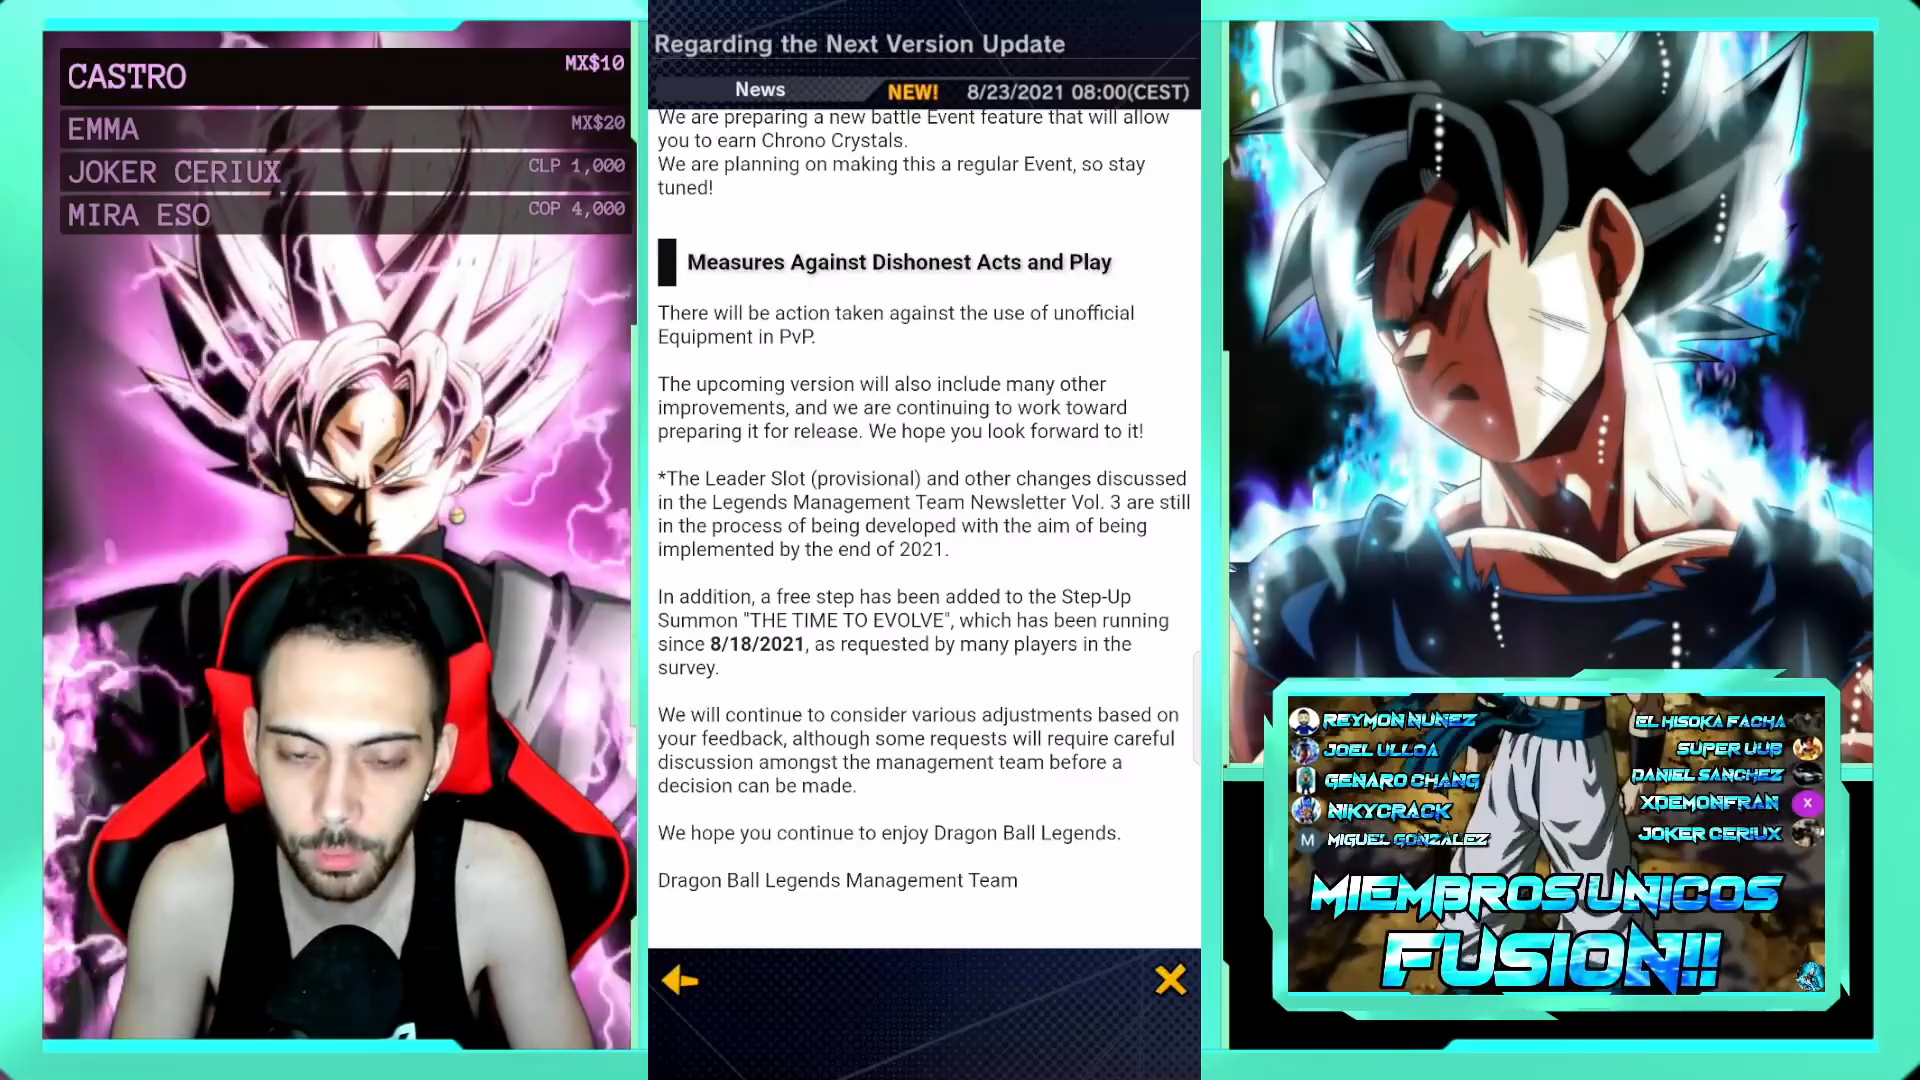 CASTRO MX$10
EMMA MX$20
JOKER CERIUX CLP 1,000
MIRA ESO COP 4,000
Regarding the Next Version Update
News NEW! 8/23/2021 08:00(CEST)
We are preparing a new battle Event feature that will allow
you to earn Chrono Crystals.
We are planning on making this a regular Event, so stay
tuned!
Measures Against Dishonest Acts and Play
There will be action taken against the use of unofficial
Equipment in PvP.
The upcoming version will also include many other
improvements, and we are continuing to work toward
preparing it for release. We hope you look forward to it!
*The Leader Slot (provisional) and other changes discussed
in the Legends Management Team Newsletter Vol. 3 are still
in the process of being developed with the aim of being
implemented by the end of 2021.
In addition, a free step has been added to the Step-Up
Summon "THE TIME TO EVOLVE", which has been running
since 8/18/2021, as requested by many players in the
survey.
We will continue to consider various adjustments based on
your feedback, although some requests will require careful
discussion amongst the management team before a
decision can be made.
We hope you continue to enjoy Dragon Ball Legends.
Dragon Ball Legends Management Team
REYMON NUNEZ
JOEL ULLOA
GENARO CHANG
NIKYCRACK
M MIGUEL GONZALEZ
EL HISOKA FACHA
SUPER UUB
DANIEL SANCHEZ
XDEMONFRAN X
JOKER CERIUX
MIEMBROS UNICOS
FUSION!!